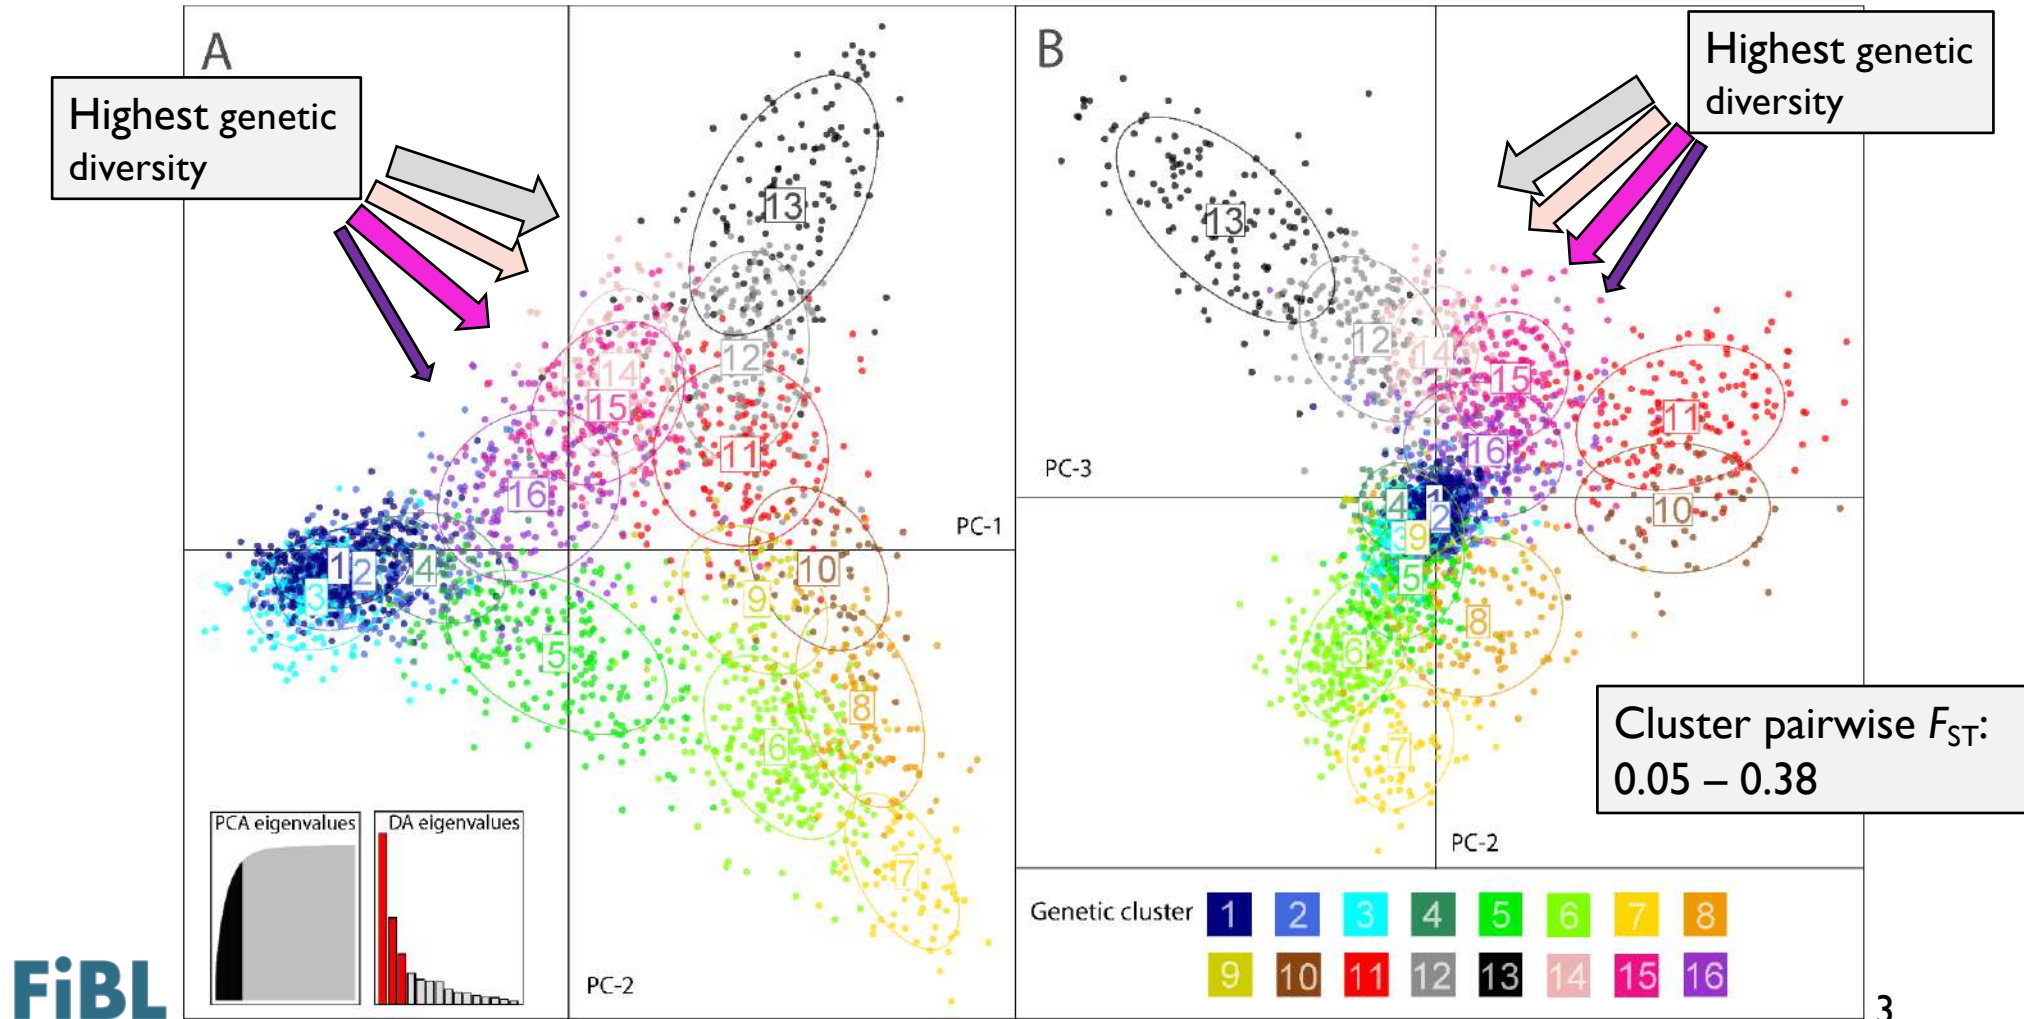 A
Highest genetic
diversity
13
12
14
15
11
16
PC-1
1
2
3
4
5
9
10
8
6
7
PCA eigenvalues
DA eigenvalues
PC-2
B
Highest genetic
diversity
13
12
14
15
11
16
PC-3
10
4
1
2
3
9
5
8
6
7
Cluster pairwise FST:
0.05 – 0.38
PC-2
Genetic cluster 1 2 3 4 5 6 7 8
9 10 11 12 13 14 15 16
FiBL
3